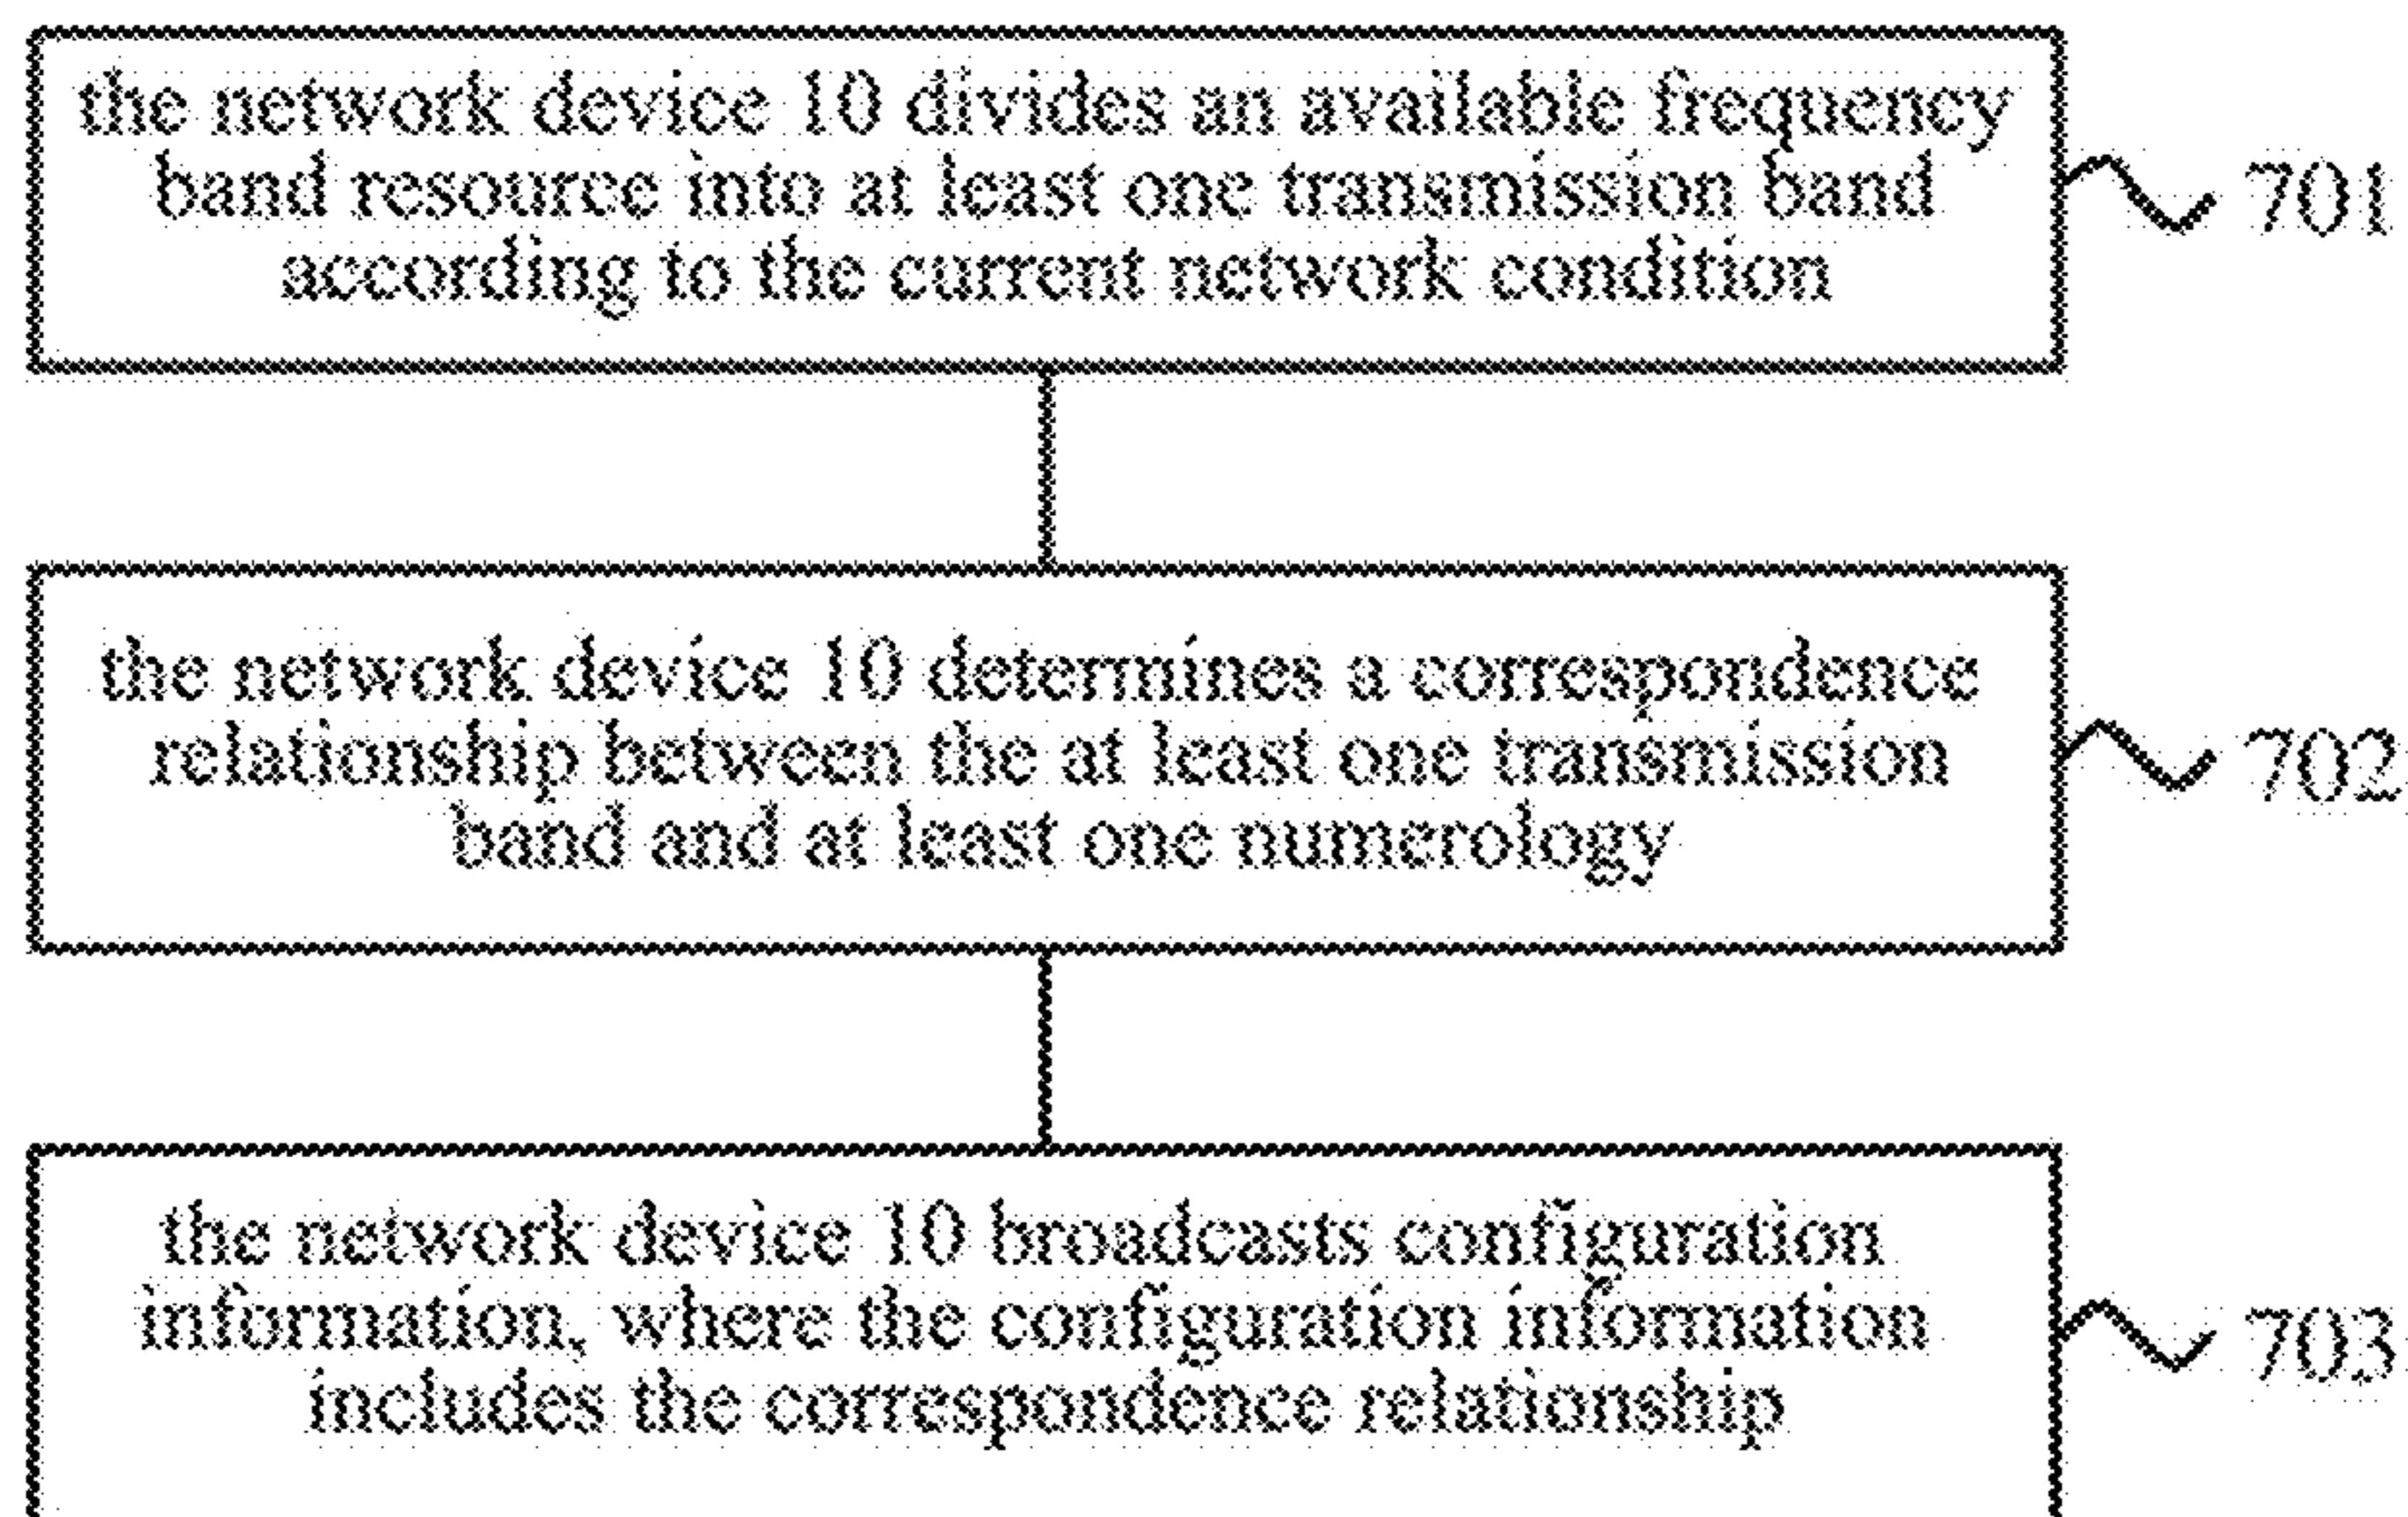 the network device 10 divides an available frequency
band resource into at least one transmission band
according to the current network condition
701
the network device 10 determines a correspondence
relationship between the at least one transmission
band and at least one numerology
702
the network device 10 broadcasts configuration
information, where the configuration information
includes the correspondence relationship
703